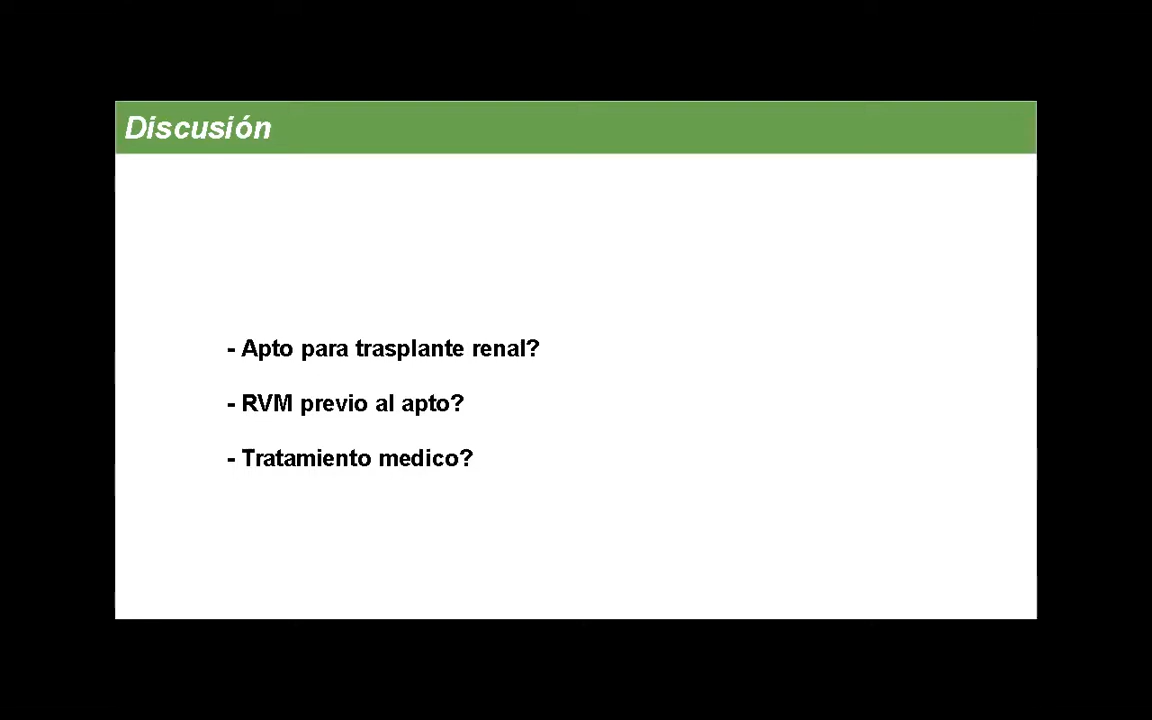 Discusión
- Apto para trasplante renal?
- RVM previo al apto?
- Tratamiento medico?